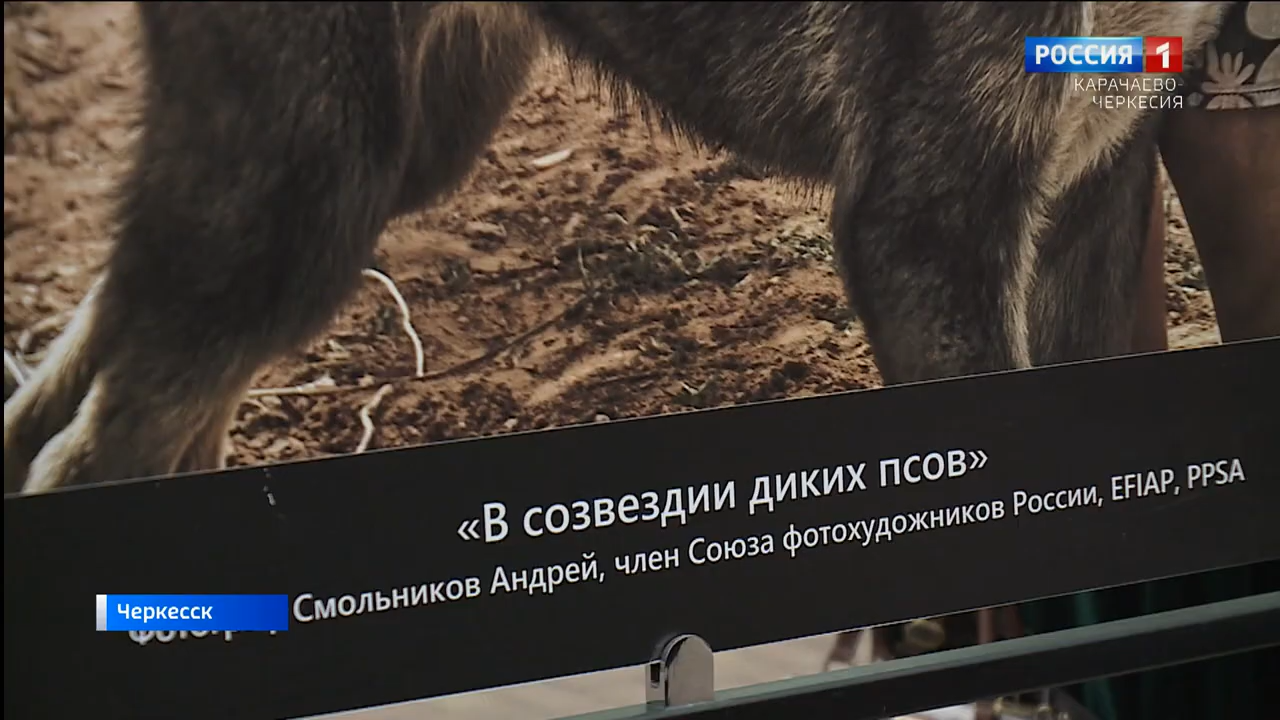 РОССИЯ 1
КАРАЧАЕВО-
ЧЕРКЕСИЯ
«В созвездии диких псов»
Смольников Андрей, член Союза фотохудожников России, EFIAP, PPSA
Черкесск